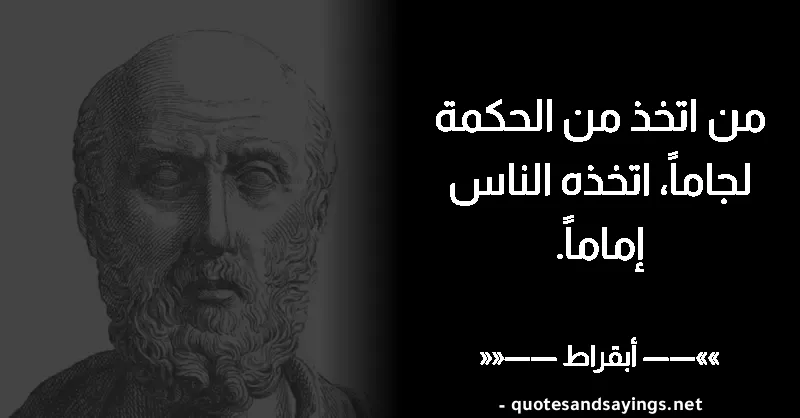 من اتخذ من الحكمة
لجاماً، اتخذه الناس
إماماً.
»»—— أبقراط ——««
- quotesandsayings.net